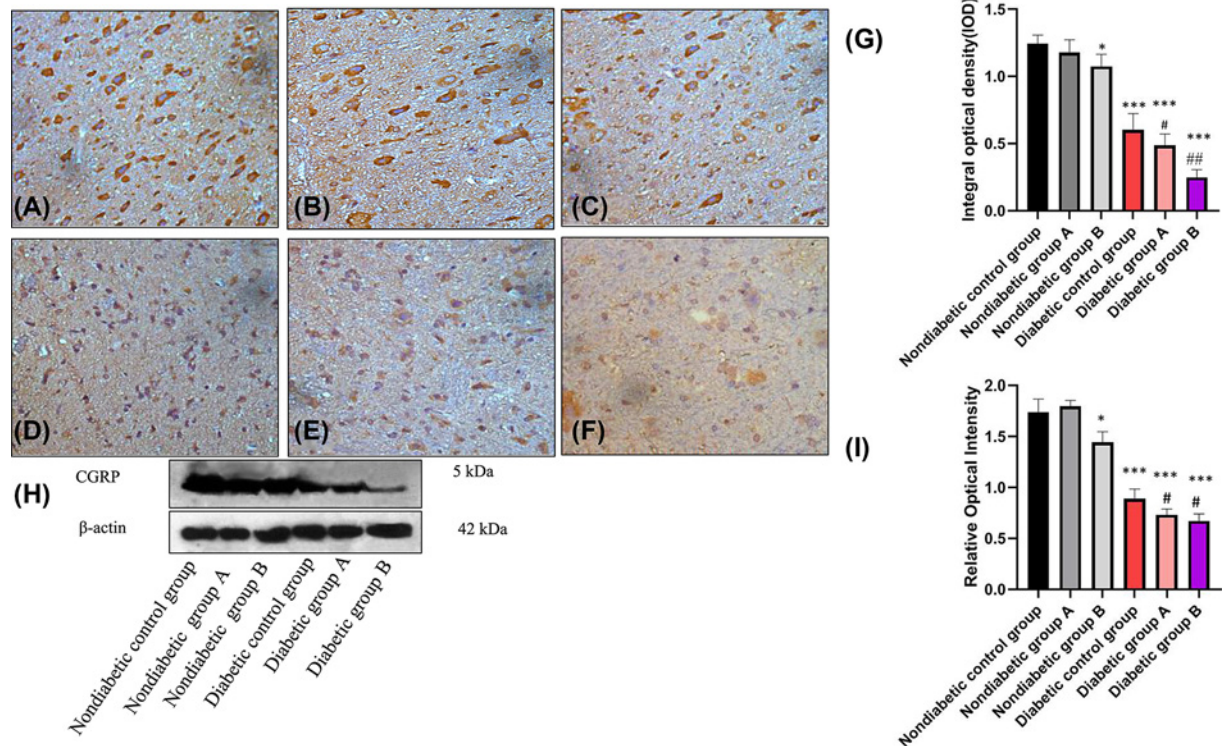 (A)
(B)
(C)
(D)
(E)
(F)
(G)
Integral optical density(IOD)
1.5
1.0
0.5
0.0
*
***
***
#
***
##
Nondiabetic control group
Nondiabetic group A
Nondiabetic group B
Diabetic control group
Diabetic group A
Diabetic group B
(H)
CGRP
5 kDa
β-actin
42 kDa
Nondiabetic control group
Nondiabetic group A
Nondiabetic group B
Diabetic control group
Diabetic group A
Diabetic group B
(I)
Relative Optical Intensity
2.0
1.5
1.0
0.5
0.0
*
***
***
#
***
#
Nondiabetic control group
Nondiabetic group A
Nondiabetic group B
Diabetic control group
Diabetic group A
Diabetic group B